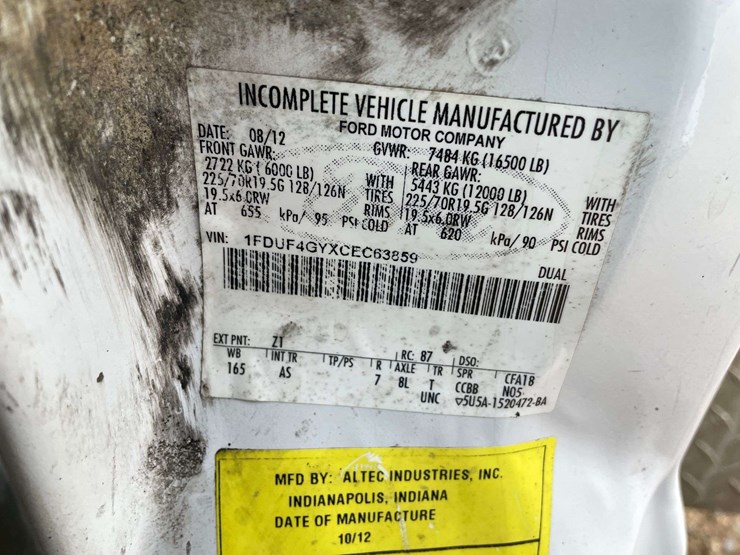 INCOMPLETE VEHICLE MANUFACTURED BY
FORD MOTOR COMPANY
DATE: 08/12 GVWR: 7484 KG (16500 LB)
FRONT GAWR: REAR GAWR:
2722 KG (6000 LB) WITH 5443 KG (12000 LB) WITH
225/70R19.5G 128/126N TIRES 225/70R19.5G 128/126N TIRES
19.5x6.0RW RIMS 19.5x6.0RW RIMS
AT 655 kPa/ 95 PSI COLD AT 620 kPa/ 90 PSI COLD
VIN: 1FDUF4GYXCEC63859 DUAL
EXT PNT: Z1 RC: 87 DSO:
WB INT TR TP/PS R AXLE TR SPR CFA18
165 AS 7 8L T CCBB N05
UNC ▽5U5A-1520472-BA
MFD BY: ALTEC INDUSTRIES, INC.
INDIANAPOLIS, INDIANA
DATE OF MANUFACTURE
10/12